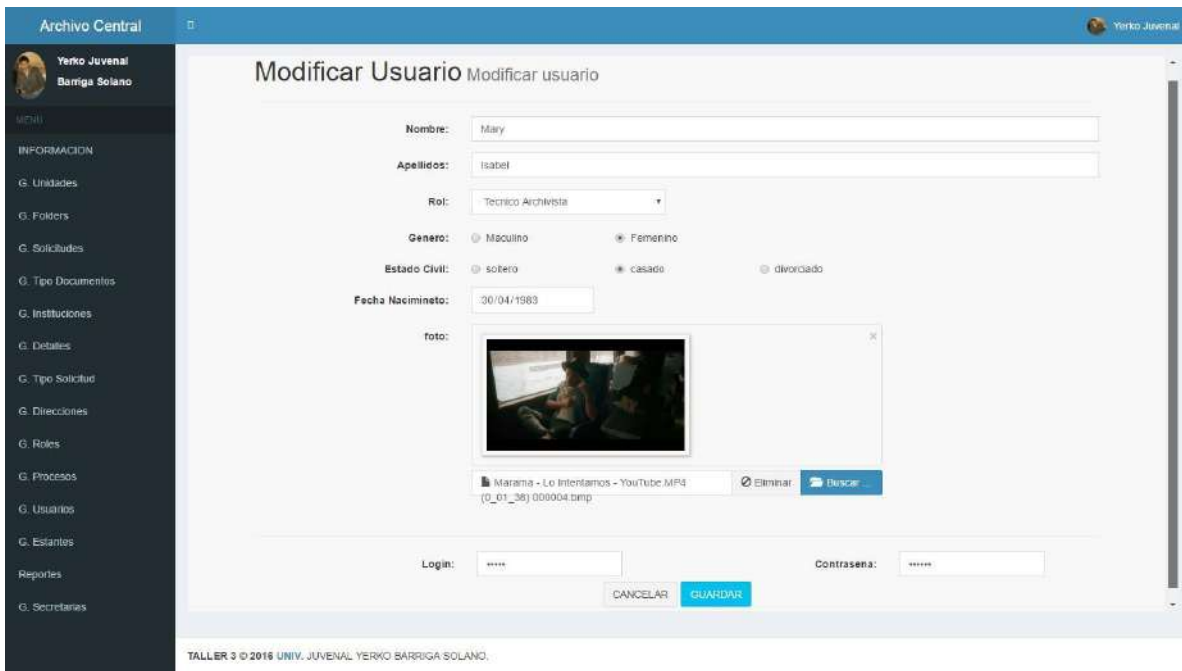 Archivo Central
Yerko Juvenal
Yerko Juvenal
Barriga Solano
MENU
INFORMACION
G. Unidades
G. Folders
G. Solicitudes
G. Tipo Documentos
G. Instituciones
G. Detalles
G. Tipo Solicitud
G. Direcciones
G. Roles
G. Procesos
G. Usuarios
G. Estantes
Reportes
G. Secretarias
Modificar Usuario Modificar usuario
Nombre: Mary
Apellidos: Isabel
Rol: Tecnico Archivista
Genero: Maculino Femenino
Estado Civil: soltero casado divorciado
Fecha Nacimineto: 30/04/1983
foto:
Marama - Lo Intentamos - YouTube.MP4
(0_01_38) 000004.bmp
Eliminar
Buscar ...
Login: •••••
Contrasena: ••••••
CANCELAR GUARDAR
TALLER 3 © 2016 UNIV. JUVENAL YERKO BARRIGA SOLANO.